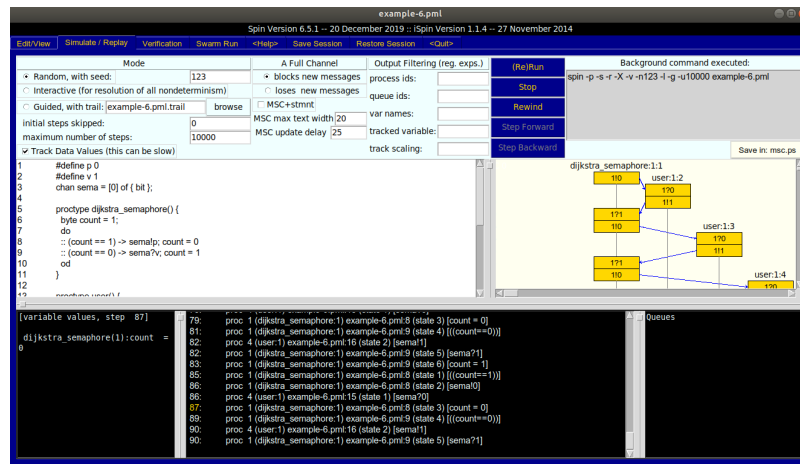 example-6.pml
Spin Version 6.5.1 -- 20 December 2019 :: iSpin Version 1.1.4 -- 27 November 2014
Edit/View Simulate / Replay Verification Swarm Run <Help> Save Session Restore Session <Quit>
Mode
Random, with seed: 123
Interactive (for resolution of all nondeterminism)
Guided, with trail: example-6.pml.trail browse
initial steps skipped: 0
maximum number of steps: 10000
Track Data Values (this can be slow)
A Full Channel
blocks new messages
loses new messages
MSC+stmnt
MSC max text width 20
MSC update delay 25
Output Filtering (reg. exps.)
process ids:
queue ids:
var names:
tracked variable:
track scaling:
(Re)Run
Stop
Rewind
Step Forward
Step Backward
Background command executed:
spin -p -s -r -X -v -n123 -l -g -u10000 example-6.pml
Save in: msc.ps
1 #define p 0
2 #define v 1
3 chan sema = [0] of { bit };
4
5 proctype dijkstra_semaphore() {
6 byte count = 1;
7 do
8 :: (count == 1) -> sema!p; count = 0
9 :: (count == 0) -> sema?v; count = 1
10 od
11 }
12
13 proctype user() {
dijkstra_semaphore:1:1
1!0 user:1:2
1?0
1!1
1?1
1!0 user:1:3
1?0
1!1
1?1
1!0 user:1:4
1?0
[variable values, step 87]
dijkstra_semaphore(1):count =
0
79: proc 1 (dijkstra_semaphore:1) example-6.pml:8 (state 3) [count = 0]
81: proc 1 (dijkstra_semaphore:1) example-6.pml:9 (state 4) [((count==0))]
82: proc 4 (user:1) example-6.pml:16 (state 2) [sema!1]
82: proc 1 (dijkstra_semaphore:1) example-6.pml:9 (state 5) [sema?1]
83: proc 1 (dijkstra_semaphore:1) example-6.pml:9 (state 6) [count = 1]
85: proc 1 (dijkstra_semaphore:1) example-6.pml:8 (state 1) [((count==1))]
86: proc 1 (dijkstra_semaphore:1) example-6.pml:8 (state 2) [sema!0]
86: proc 4 (user:1) example-6.pml:15 (state 1) [sema?0]
87: proc 1 (dijkstra_semaphore:1) example-6.pml:8 (state 3) [count = 0]
89: proc 1 (dijkstra_semaphore:1) example-6.pml:9 (state 4) [((count==0))]
90: proc 4 (user:1) example-6.pml:16 (state 2) [sema!1]
90: proc 1 (dijkstra_semaphore:1) example-6.pml:9 (state 5) [sema?1]
Queues